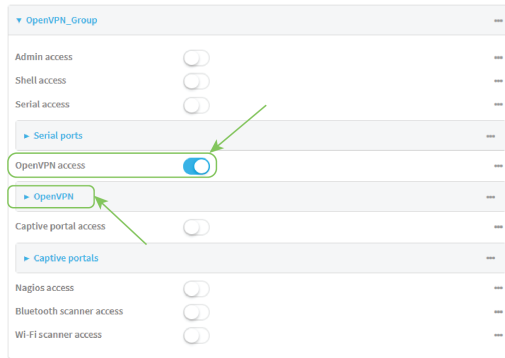 OpenVPN_Group
Admin access
Shell access
Serial access
Serial ports
OpenVPN access
OpenVPN
Captive portal access
Captive portals
Nagios access
Bluetooth scanner access
Wi-Fi scanner access